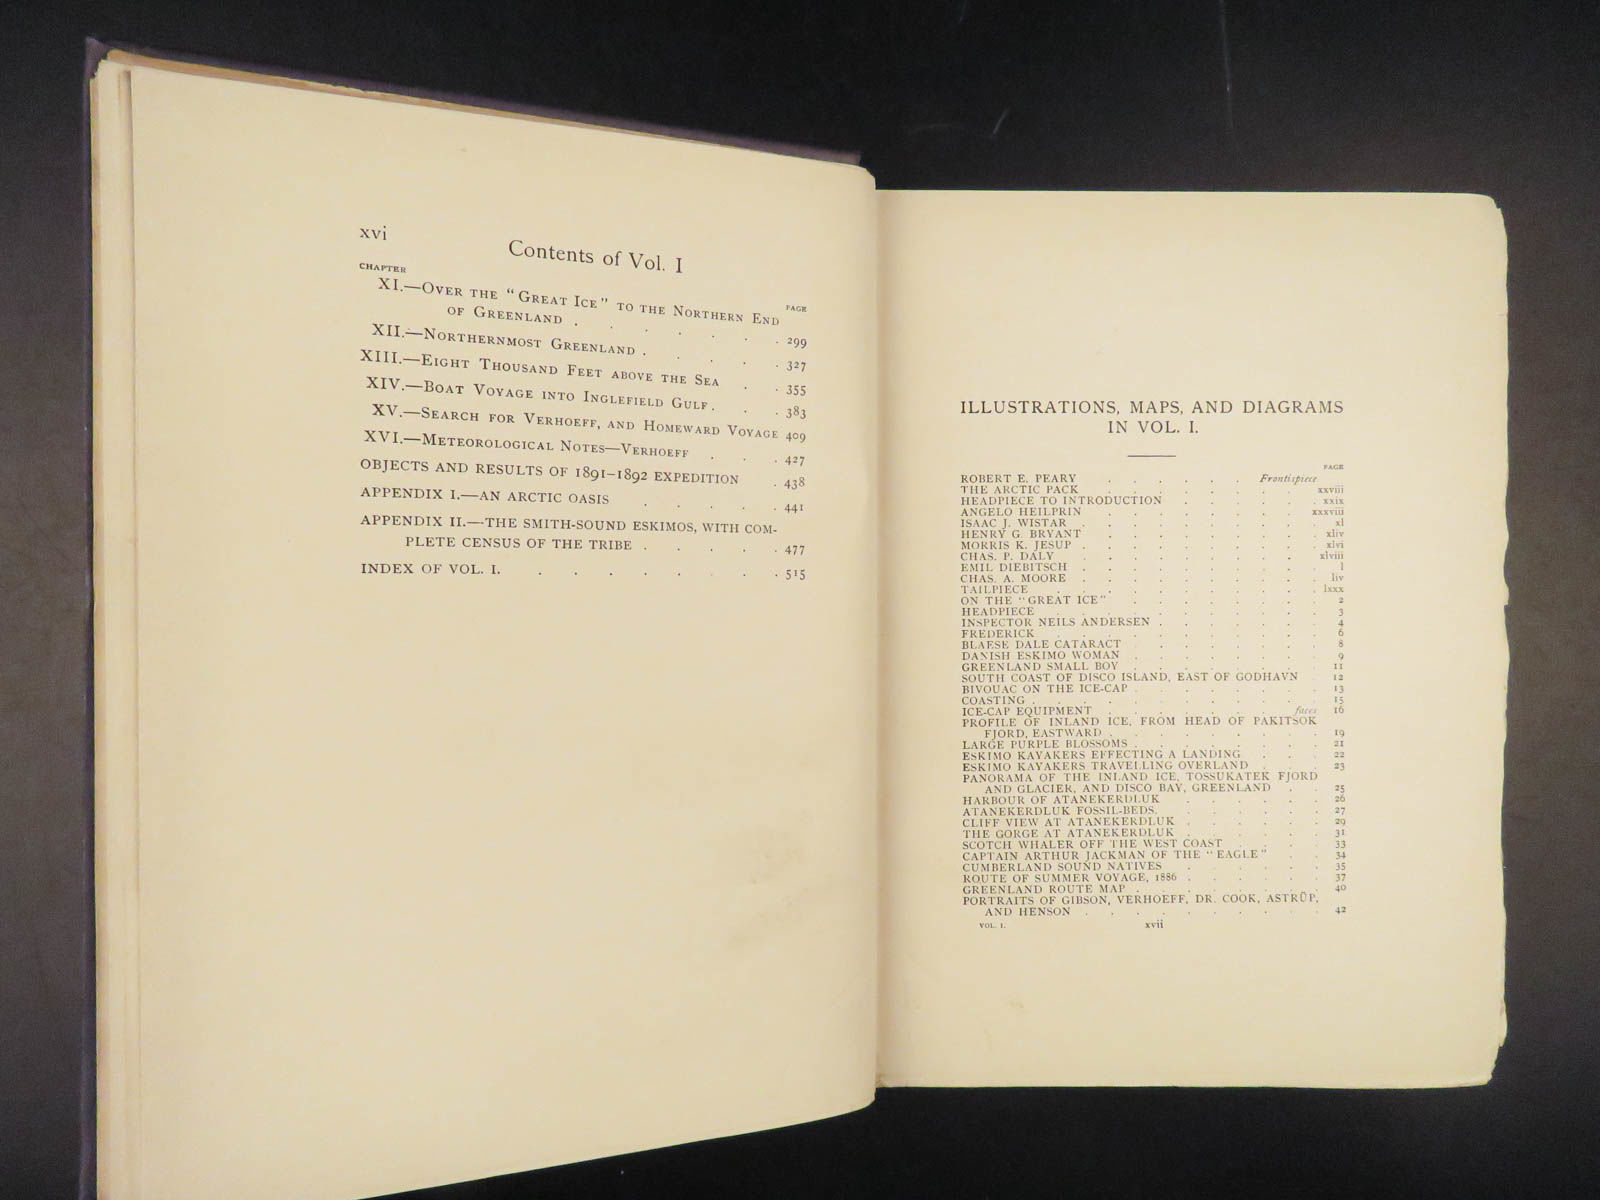 xvi
Contents of Vol. I
CHAPTER
PAGE
XI.—Over the "Great Ice" to the Northern End
of Greenland . . . . . . 299
XII.—Northernmost Greenland . . . . . 327
XIII.—Eight Thousand Feet above the Sea . . 355
XIV.—Boat Voyage into Inglefield Gulf . . . 383
XV.—Search for Verhoeff, and Homeward Voyage 409
XVI.—Meteorological Notes—Verhoeff . . . 427
OBJECTS AND RESULTS OF 1891-1892 EXPEDITION . 438
APPENDIX I.—AN ARCTIC OASIS . . . . . 441
APPENDIX II.—THE SMITH-SOUND ESKIMOS, WITH COM-
PLETE CENSUS OF THE TRIBE . . . . . 477
INDEX OF VOL. I. . . . . . . . 515
ILLUSTRATIONS, MAPS, AND DIAGRAMS
IN VOL. I.
PAGE
ROBERT E. PEARY . . . . . . Frontispiece
THE ARCTIC PACK . . . . . . . . xxviii
HEADPIECE TO INTRODUCTION . . . . . . xxix
ANGELO HEILPRIN . . . . . . . . xxxviii
ISAAC J. WISTAR . . . . . . . . . . xl
HENRY G. BRYANT . . . . . . . . . xliv
MORRIS K. JESUP . . . . . . . . . . xlvi
CHAS. P. DALY . . . . . . . . . . xlviii
EMIL DIEBITSCH . . . . . . . . . . l
CHAS. A. MOORE . . . . . . . . . . liv
TAILPIECE . . . . . . . . . . . lxxx
ON THE "GREAT ICE" . . . . . . . . 2
HEADPIECE . . . . . . . . . 3
INSPECTOR NEILS ANDERSEN . . . . . . . 4
FREDERICK . . . . . . . . . . . 6
BLAESE DALE CATARACT . . . . . . . 8
DANISH ESKIMO WOMAN . . . . . . . . 9
GREENLAND SMALL BOY . . . . . . . . 11
SOUTH COAST OF DISCO ISLAND, EAST OF GODHAVN . 12
BIVOUAC ON THE ICE-CAP . . . . . . . . 13
COASTING . . . . . . . . . . . . 15
ICE-CAP EQUIPMENT . . . . . . . . faces 16
PROFILE OF INLAND ICE, FROM HEAD OF PAKITSOK
FJORD, EASTWARD . . . . . . . . . 19
LARGE PURPLE BLOSSOMS . . . . . . . . 21
ESKIMO KAYAKERS EFFECTING A LANDING . . . 22
ESKIMO KAYAKERS TRAVELLING OVERLAND . . . 23
PANORAMA OF THE INLAND ICE, TOSSUKATEK FJORD
AND GLACIER, AND DISCO BAY, GREENLAND . . 25
HARBOUR OF ATANEKERDLUK . . . . . . 26
ATANEKERDLUK FOSSIL-BEDS. . . . . . . 27
CLIFF VIEW AT ATANEKERDLUK . . . . . . 29
THE GORGE AT ATANEKERDLUK . . . . . . 31
SCOTCH WHALER OFF THE WEST COAST . . . . 33
CAPTAIN ARTHUR JACKMAN OF THE "EAGLE" . . 34
CUMBERLAND SOUND NATIVES . . . . . . 35
ROUTE OF SUMMER VOYAGE, 1886 . . . . . . 37
GREENLAND ROUTE MAP . . . . . . . . 40
PORTRAITS OF GIBSON, VERHOEFF, DR. COOK, ASTRŪP,
AND HENSON . . . . . . . . . . 42
VOL. I.
xvii